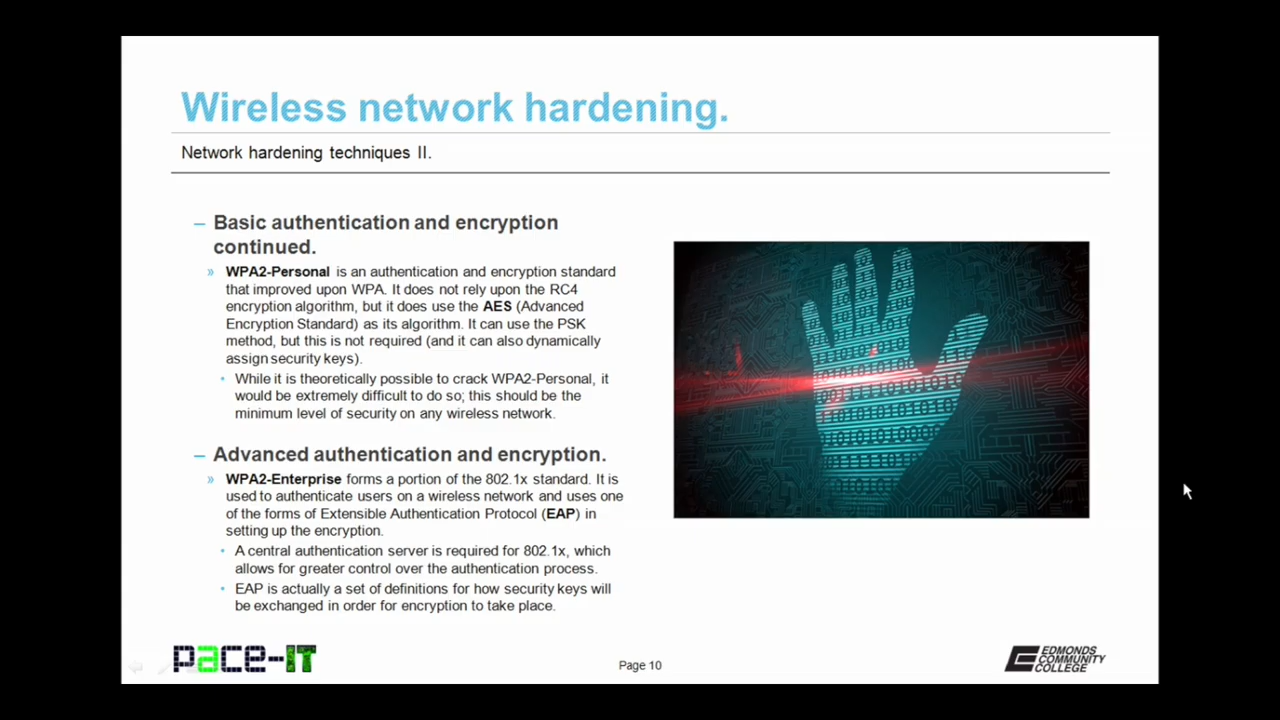 Wireless network hardening.
Network hardening techniques II.
– Basic authentication and encryption
continued.
» WPA2-Personal is an authentication and encryption standard
that improved upon WPA. It does not rely upon the RC4
encryption algorithm, but it does use the AES (Advanced
Encryption Standard) as its algorithm. It can use the PSK
method, but this is not required (and it can also dynamically
assign security keys).
• While it is theoretically possible to crack WPA2-Personal, it
would be extremely difficult to do so; this should be the
minimum level of security on any wireless network.
– Advanced authentication and encryption.
» WPA2-Enterprise forms a portion of the 802.1x standard. It is
used to authenticate users on a wireless network and uses one
of the forms of Extensible Authentication Protocol (EAP) in
setting up the encryption.
• A central authentication server is required for 802.1x, which
allows for greater control over the authentication process.
• EAP is actually a set of definitions for how security keys will
be exchanged in order for encryption to take place.
pace-IT
Page 10
EDMONDS
COMMUNITY
COLLEGE